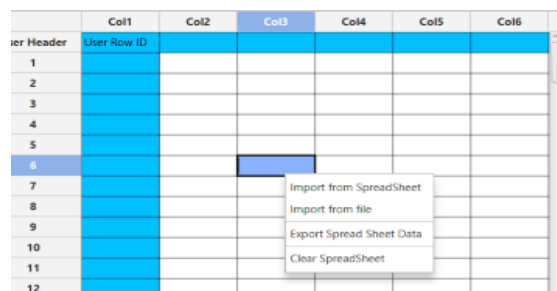 Col1 Col2 Col3 Col4 Col5 Col6
ser Header User Row ID
1
2
3
4
5
6
7
Import from SpreadSheet
8
Import from file
9
Export Spread Sheet Data
10
Clear SpreadSheet
11
12